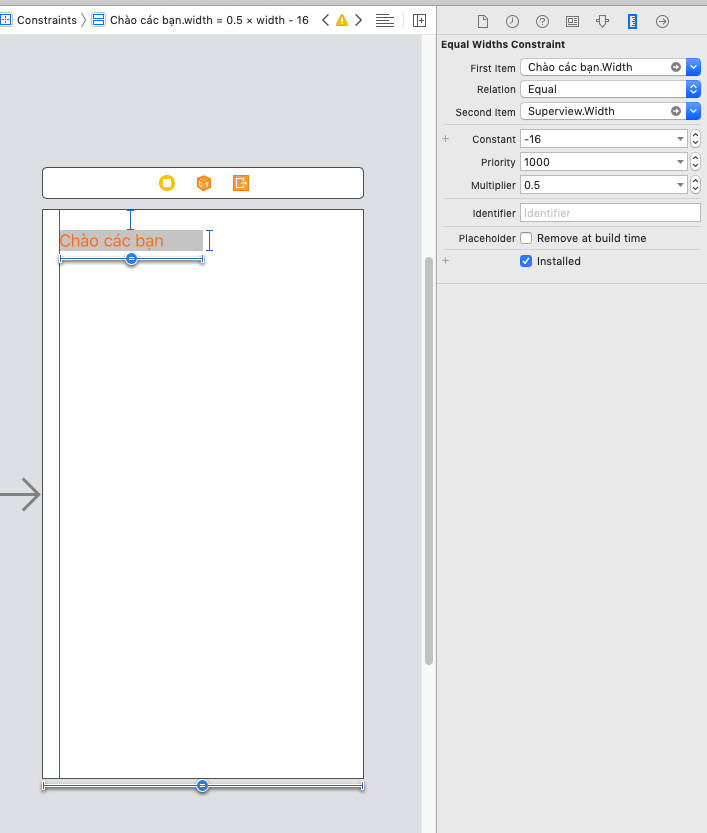 Constraints
Chào các bạn.width = 0.5 × width - 16
Equal Widths Constraint
First Item Chào các bạn.Width
Relation Equal
Second Item Superview.Width
Constant -16
Priority 1000
Multiplier 0.5
Identifier Identifier
Placeholder Remove at build time
Installed
Chào các bạn